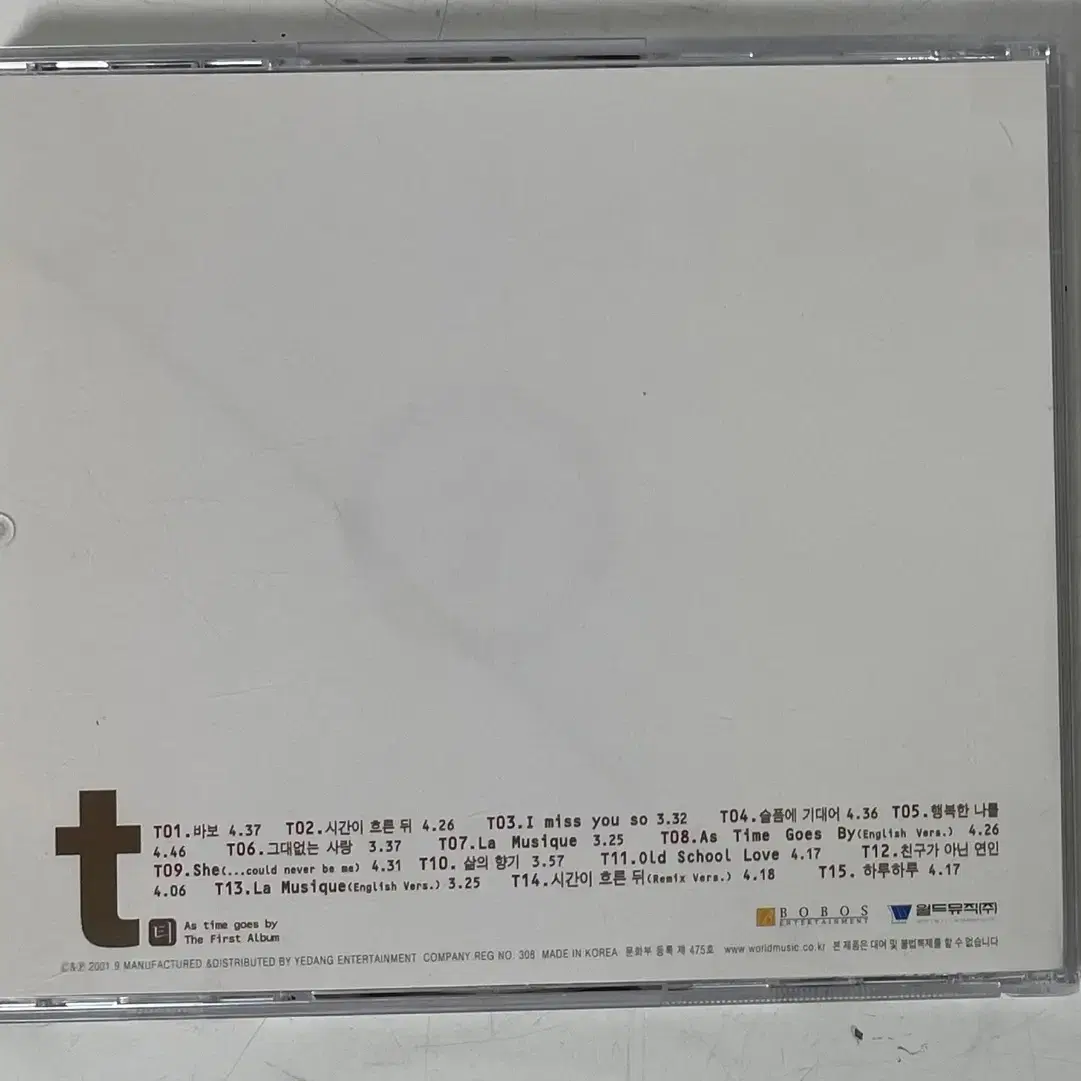 t
T01.바보 4.37 T02.시간이 흐른 뒤 4.26 T03.I miss you so 3.32 T04.슬픔에 기대어 4.36 T05.행복한 나를
4.46 T06.그대없는 사랑 3.37 T07.La Musique 3.25 T08.As Time Goes By(English Vers.) 4.26
T09.She(...could never be me) 4.31 T10.삶의 향기 3.57 T11.Old School Love 4.17 T12.친구가 아닌 연인
4.06 T13.La Musique(English Vers.) 3.25 T14.시간이 흐른 뒤(Remix Vers.) 4.18 T15.하루하루 4.17
티 As time goes by
The First Album
BOBOS
ENTERTAINMENT
월드뮤직(주)
©&℗ 2001.9 MANUFACTURED &DISTRIBUTED BY YEDANG ENTERTAINMENT COMPANY REG NO. 308 MADE IN KOREA 문화부 등록 제 475호 www.worldmusic.co.kr 본 제품은 대여 및 불법복제를 할 수 없습니다